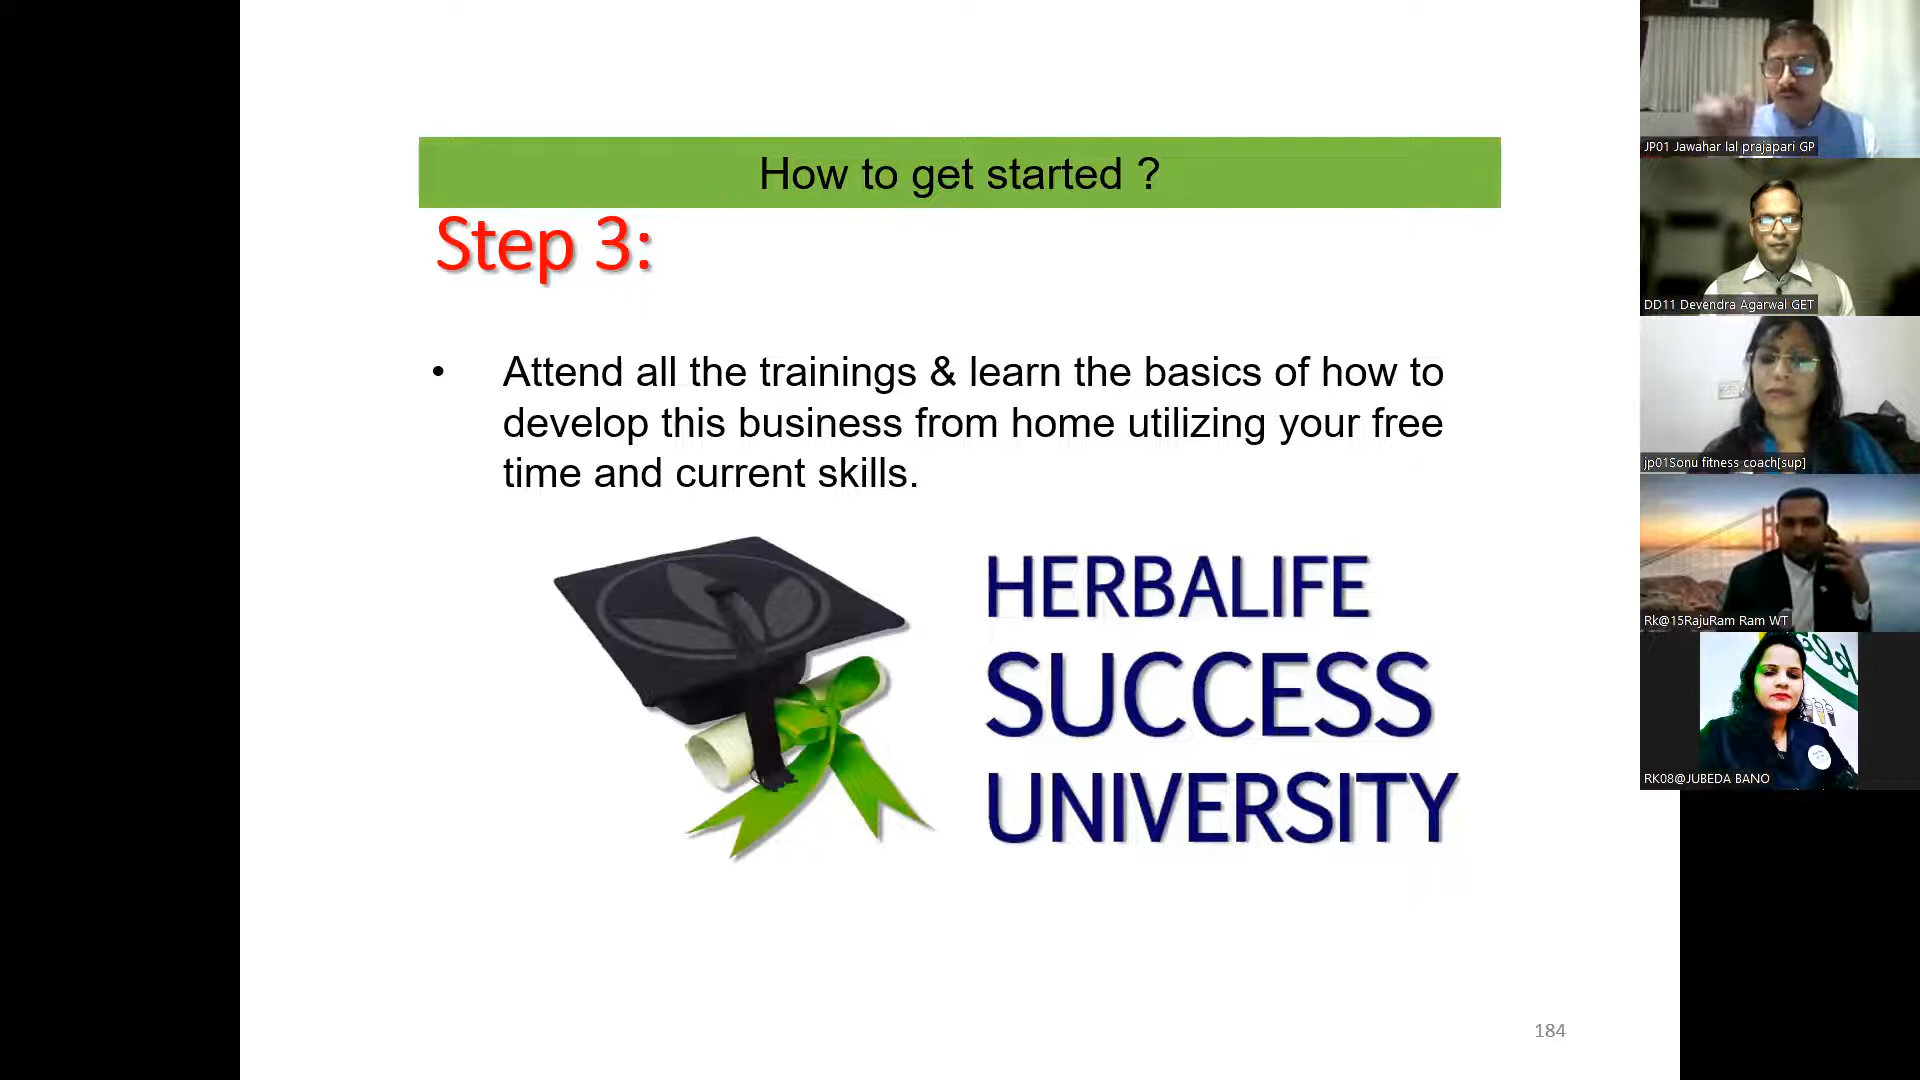 How to get started ?
Step 3:
• Attend all the trainings & learn the basics of how to
develop this business from home utilizing your free
time and current skills.
HERBALIFE
SUCCESS
UNIVERSITY
184
JP01 Jawahar lal prajapari GP
DD11 Devendra Agarwal GET
jp01Sonu fitness coach[sup]
Rk@15RajuRam Ram WT
RK08@JUBEDA BANO